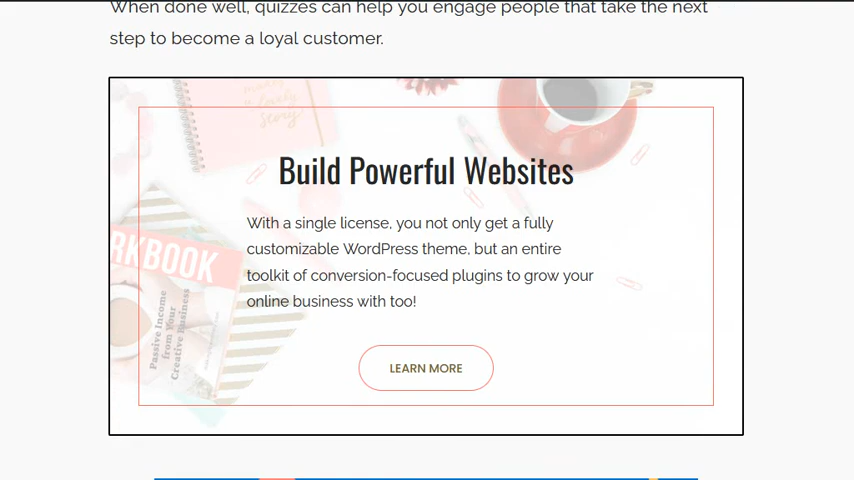 When done well, quizzes can help you engage people that take the next
step to become a loyal customer.
a lovely
story
Build Powerful Websites
With a single license, you not only get a fully
customizable WordPress theme, but an entire
toolkit of conversion-focused plugins to grow your
online business with too!
RKBOOK
Passive Income
from Your
Creative Business
LEARN MORE